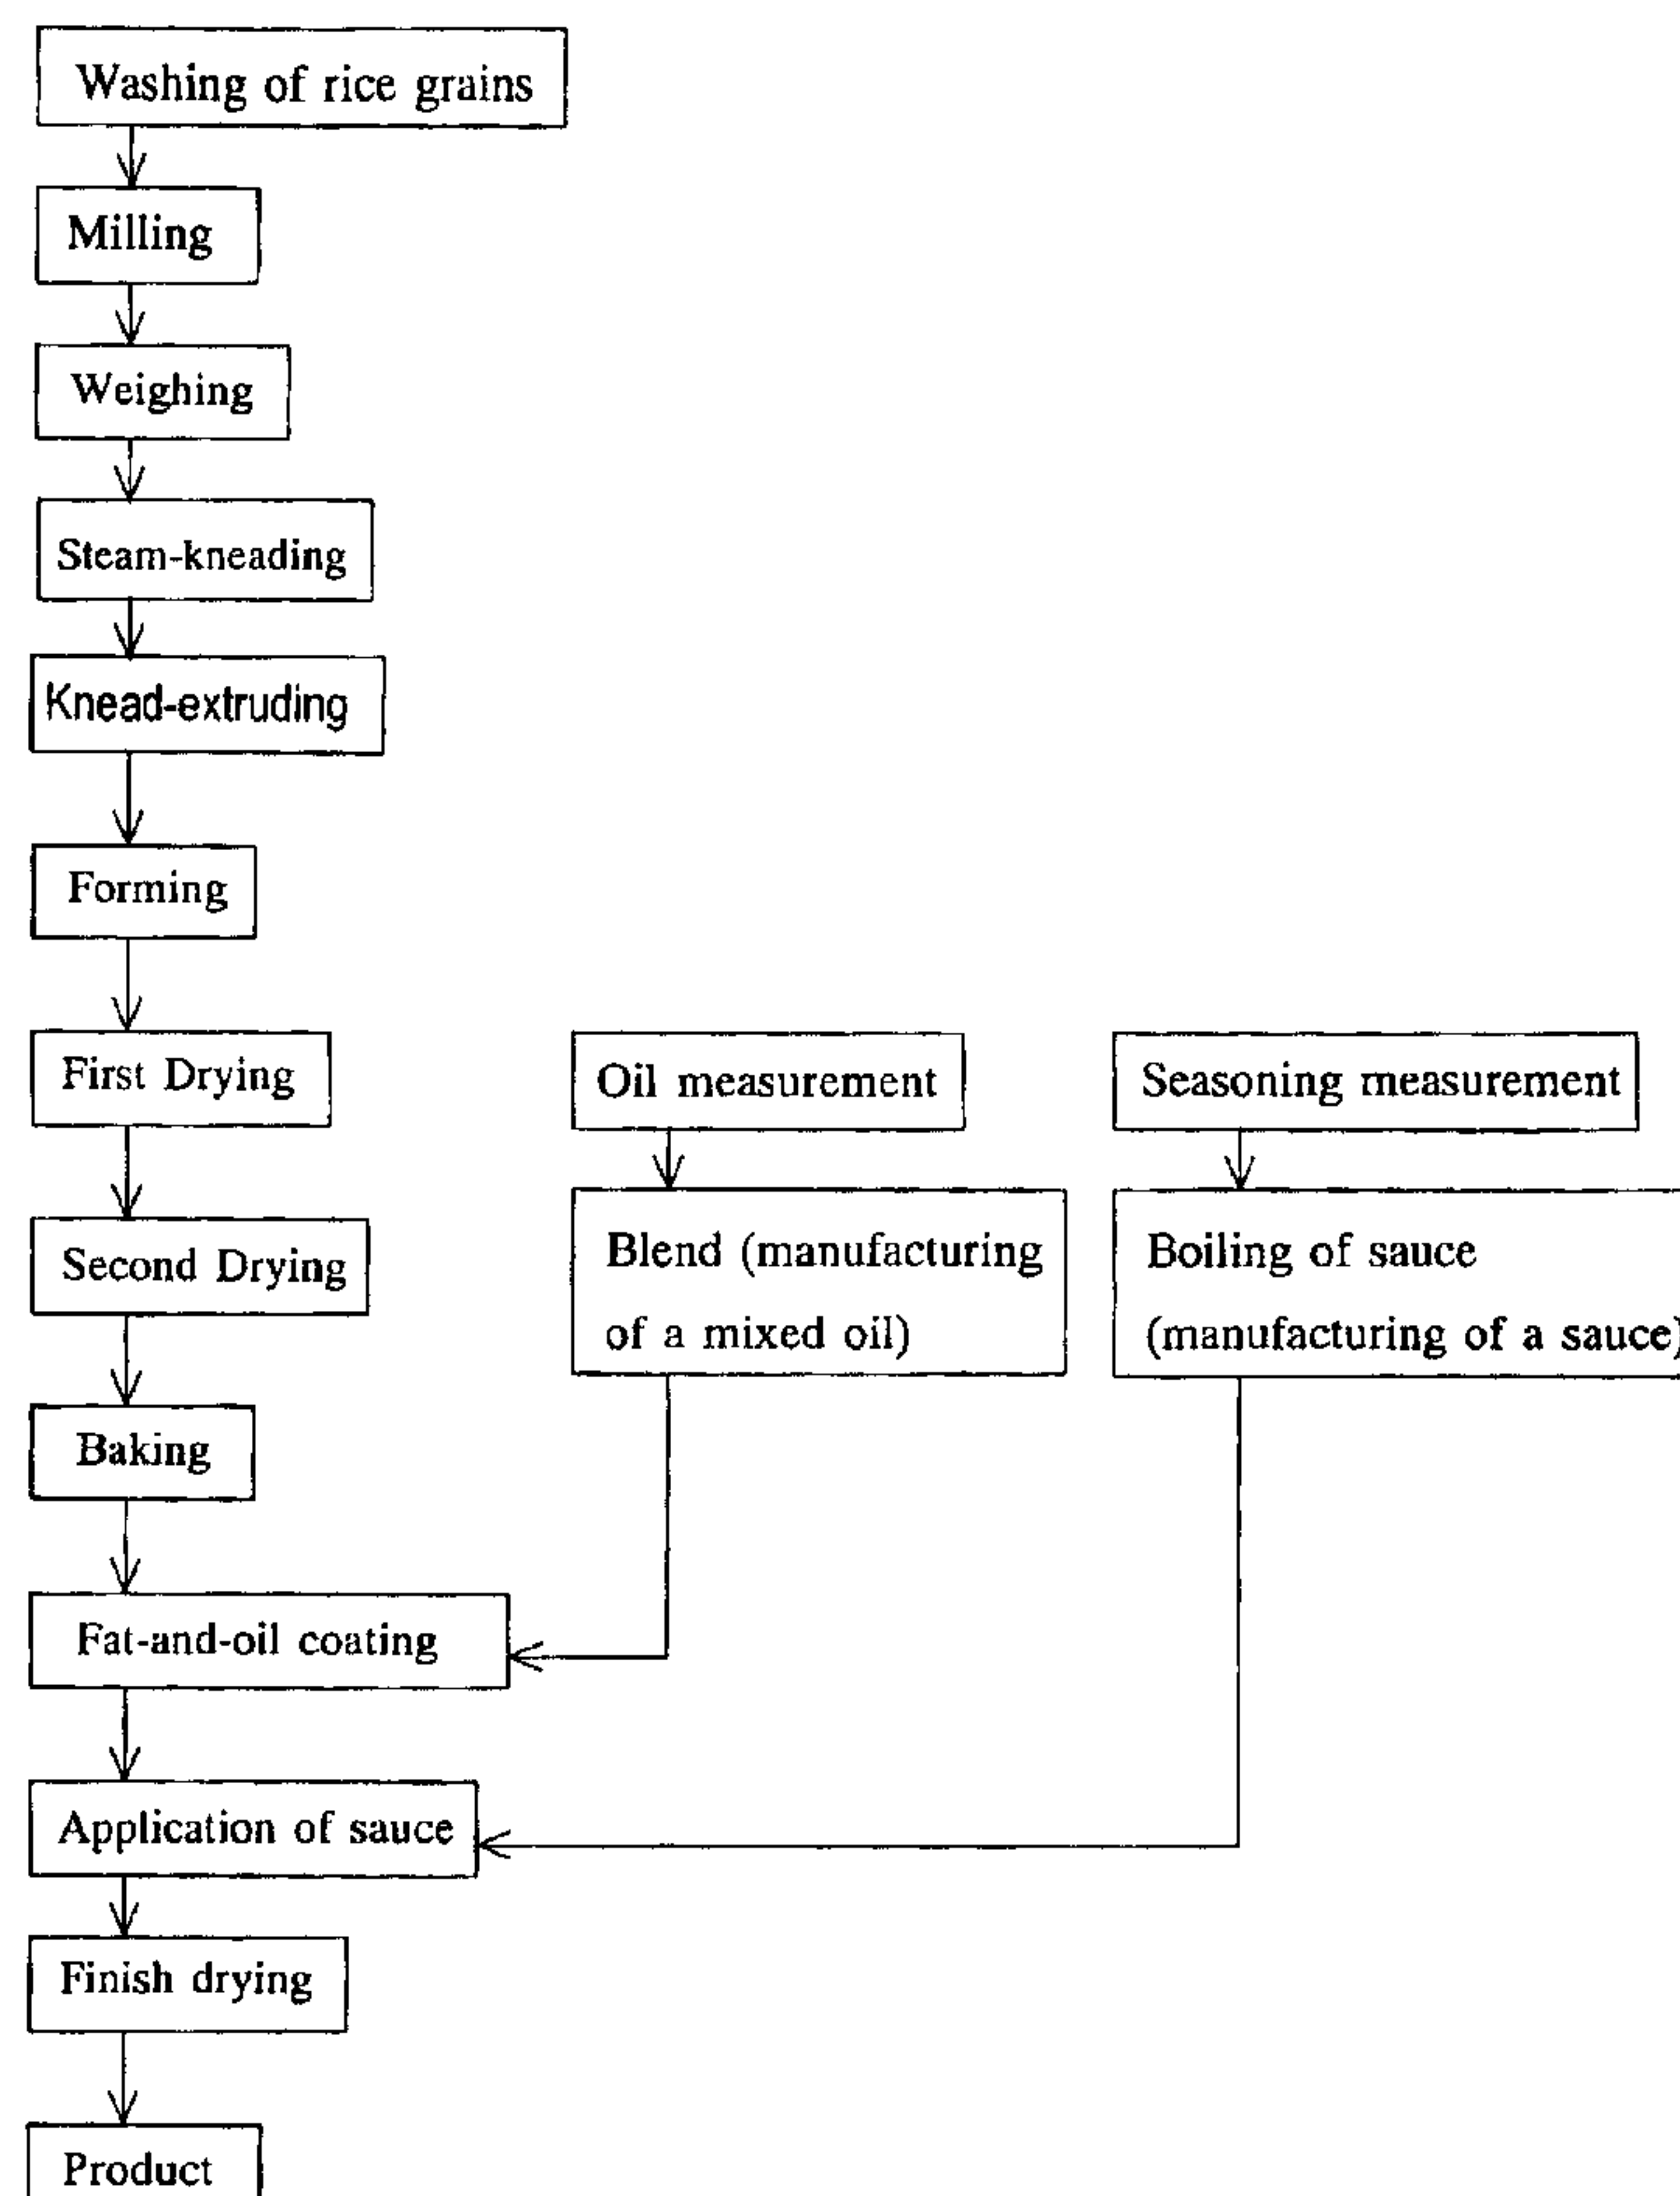 Washing of rice grains
Milling
Weighing
Steam-kneading
Knead-extruding
Forming
First Drying
Second Drying
Baking
Fat-and-oil coating
Application of sauce
Finish drying
Product
Oil measurement
Blend (manufacturing
of a mixed oil)
Seasoning measurement
Boiling of sauce
(manufacturing of a sauce)